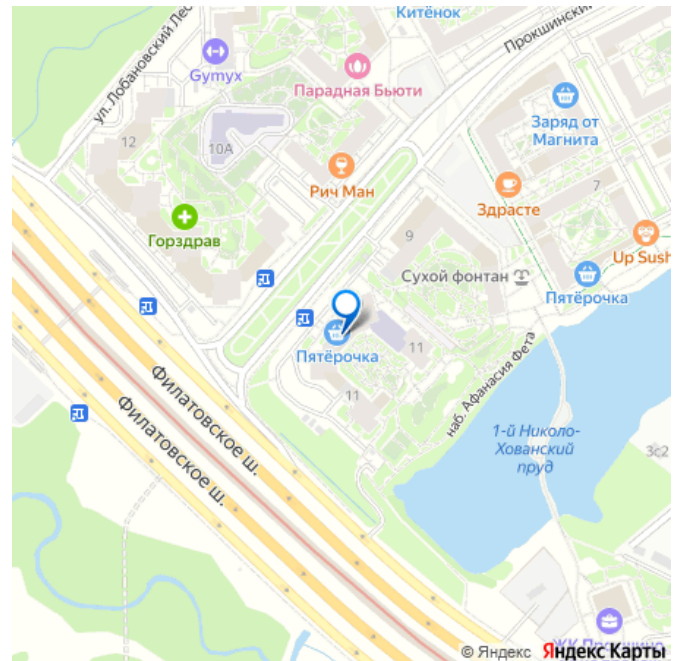 Китёнок
Прокшинский
ул. Лобановский Лес
Gymyx
Парадная Бьюти
Заряд от
Магнита
12
10А
Рич Ман
7
Здрасте
Горздрав
9
Up Sush
Сухой фонтан
Пятёрочка
Пятёрочка
11
11
наб. Афанасия Фета
Филатовское ш.
Филатовское ш.
1-й Николо-
Хованский
пруд
3с2
ЖК Прокшино
© Яндекс Яндекс Карты